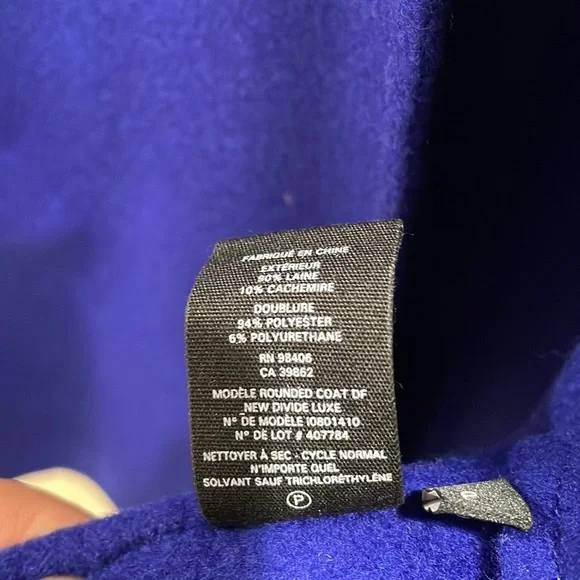 FABRIQUÉ EN CHINE
EXTÉRIEUR
90% LAINE
10% CACHEMIRE
DOUBLURE
94% POLYESTER
6% POLYURETHANE
RN 98406
CA 39862
MODÈLE ROUNDED COAT DF
NEW DIVIDE LUXE
N° DE MODÈLE I0801410
N° DE LOT # 407784
NETTOYER À SEC - CYCLE NORMAL
N'IMPORTE QUEL
SOLVANT SAUF TRICHLORÉTHYLÈNE
P